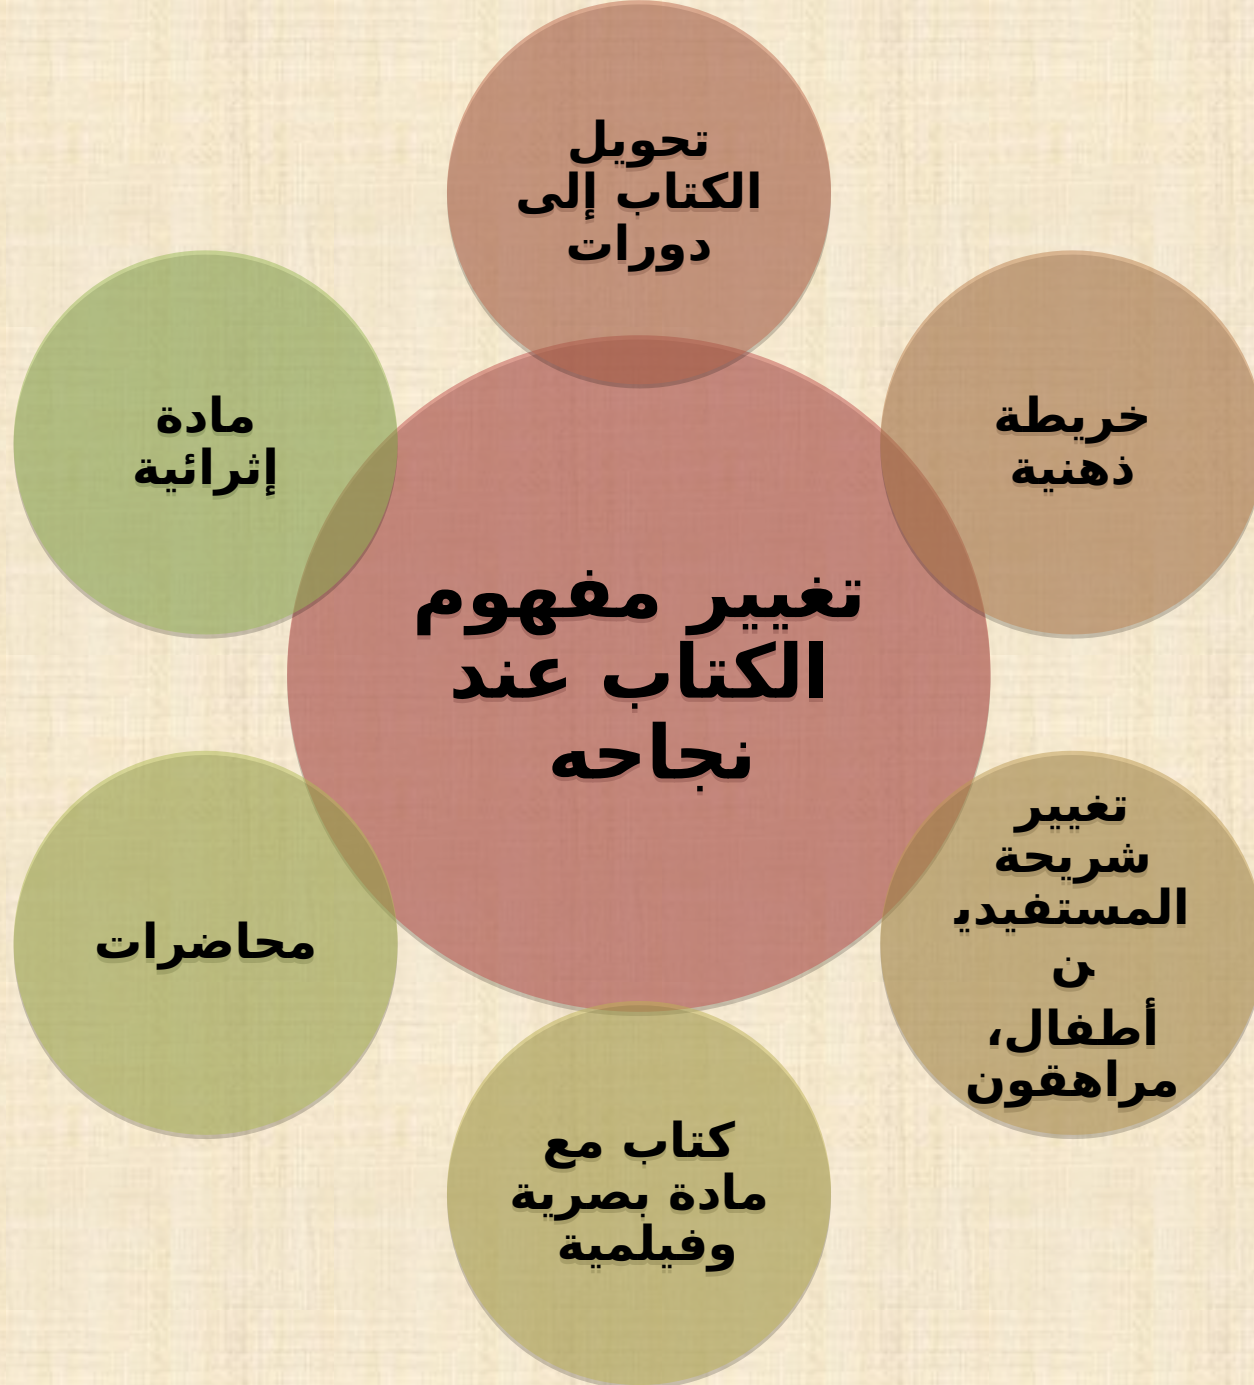 تحويل
الكتاب إلى
دورات
خريطة
ذهنية
مادة
إثرائية
تغيير مفهوم
الكتاب عند
نجاحه
تغيير
شريحة
المستفيدي
ن
أطفال،
مراهقون
محاضرات
كتاب مع
مادة بصرية
وفيلمية